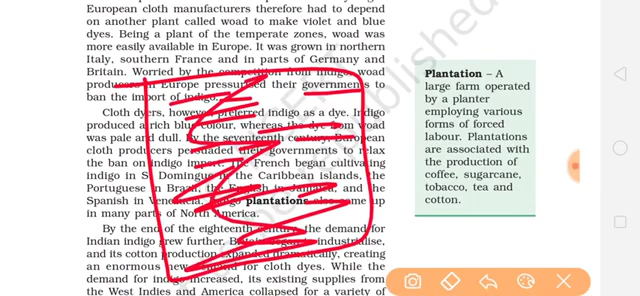 European cloth manufacturers therefore had to depend
on another plant called woad to make violet and blue
dyes. Being a plant of the temperate zones, woad was
more easily available in Europe. It was grown in northern
Italy, southern France and in parts of Germany and
Britain. Worried by the competition from indigo, woad
producers in Europe pressurised their governments to
ban the import of indigo.
Cloth dyers, however, preferred indigo as a dye. Indigo
produced a rich blue colour, whereas the dye from woad
was pale and dull. By the seventeenth century, European
cloth producers persuaded their governments to relax
the ban on indigo import. The French began cultivating
indigo in St Domingue in the Caribbean islands, the
Portuguese in Brazil, the English in Jamaica, and the
Spanish in Venezuela. Indigo plantations also came up
in many parts of North America.
By the end of the eighteenth century, the demand for
Indian indigo grew further. Britain began to industrialise,
and its cotton production expanded dramatically, creating
an enormous new demand for cloth dyes. While the
demand for indigo increased, its existing supplies from
the West Indies and America collapsed for a variety of
Plantation – A
large farm operated
by a planter
employing various
forms of forced
labour. Plantations
are associated with
the production of
coffee, sugarcane,
tobacco, tea and
cotton.